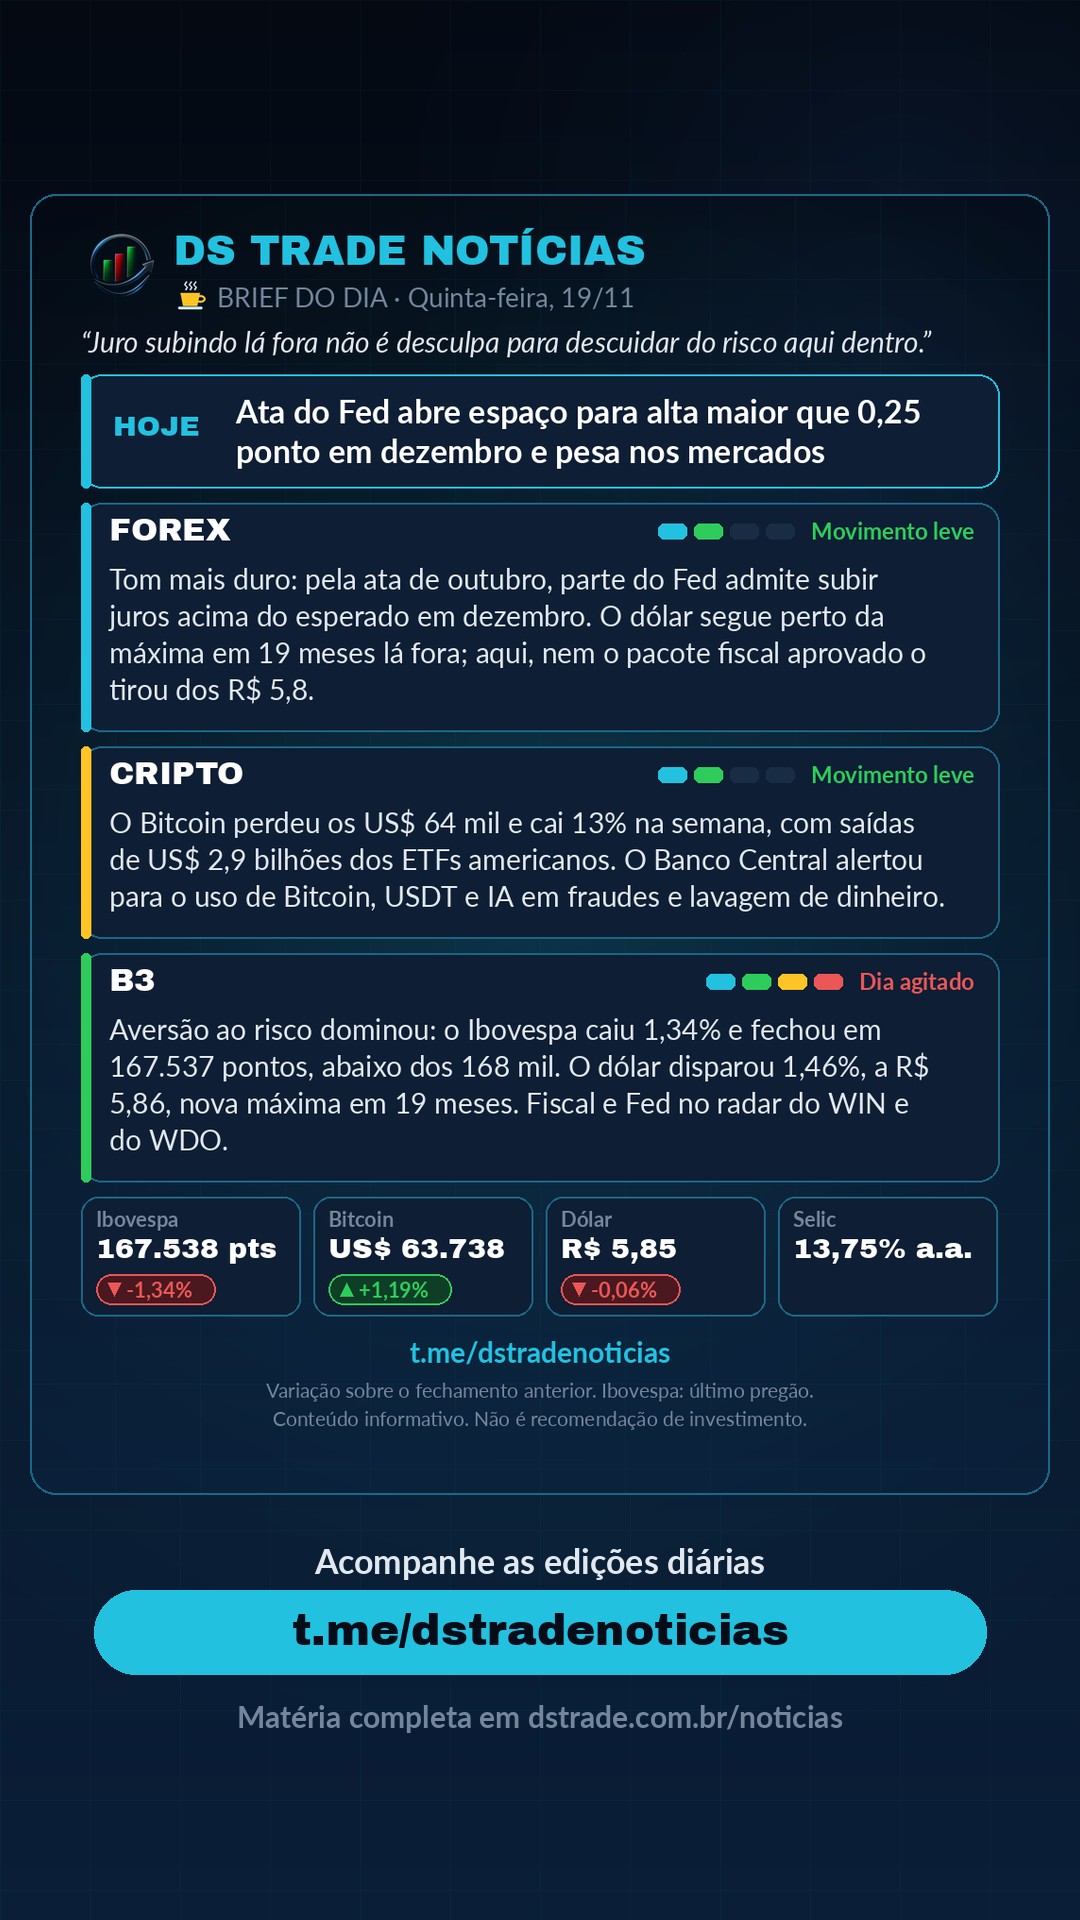 DS TRADE NOTÍCIAS
BRIEF DO DIA · Quinta-feira, 19/11
“Juro subindo lá fora não é desculpa para descuidar do risco aqui dentro.”
HOJE
Ata do Fed abre espaço para alta maior que 0,25
ponto em dezembro e pesa nos mercados
FOREX
Movimento leve
Tom mais duro: pela ata de outubro, parte do Fed admite subir
juros acima do esperado em dezembro. O dólar segue perto da
máxima em 19 meses lá fora; aqui, nem o pacote fiscal aprovado o
tirou dos R$ 5,8.
CRIPTO
Movimento leve
O Bitcoin perdeu os US$ 64 mil e cai 13% na semana, com saídas
de US$ 2,9 bilhões dos ETFs americanos. O Banco Central alertou
para o uso de Bitcoin, USDT e IA em fraudes e lavagem de dinheiro.
B3
Dia agitado
Aversão ao risco dominou: o Ibovespa caiu 1,34% e fechou em
167.537 pontos, abaixo dos 168 mil. O dólar disparou 1,46%, a R$
5,86, nova máxima em 19 meses. Fiscal e Fed no radar do WIN e
do WDO.
Ibovespa
167.538 pts
▼ -1,34%
Bitcoin
US$ 63.738
▲ +1,19%
Dólar
R$ 5,85
▼ -0,06%
Selic
13,75% a.a.
t.me/dstradenoticias
Variação sobre o fechamento anterior. Ibovespa: último pregão.
Conteúdo informativo. Não é recomendação de investimento.
Acompanhe as edições diárias
t.me/dstradenoticias
Matéria completa em dstrade.com.br/noticias